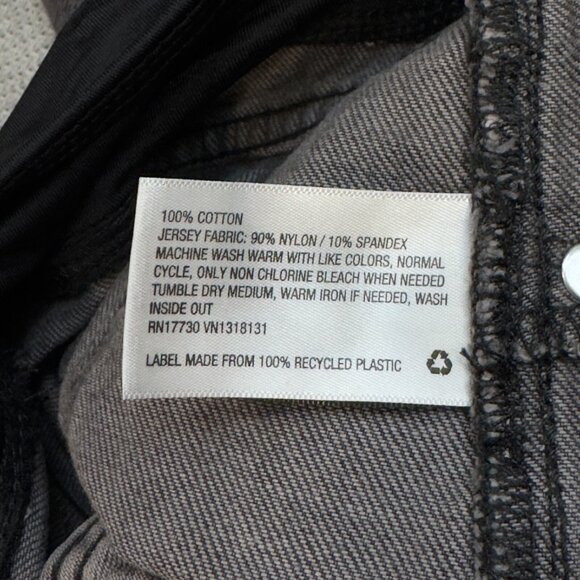 100% COTTON
JERSEY FABRIC: 90% NYLON / 10% SPANDEX
MACHINE WASH WARM WITH LIKE COLORS, NORMAL
CYCLE, ONLY NON CHLORINE BLEACH WHEN NEEDED
TUMBLE DRY MEDIUM, WARM IRON IF NEEDED, WASH
INSIDE OUT
RN17730 VN1318131
LABEL MADE FROM 100% RECYCLED PLASTIC